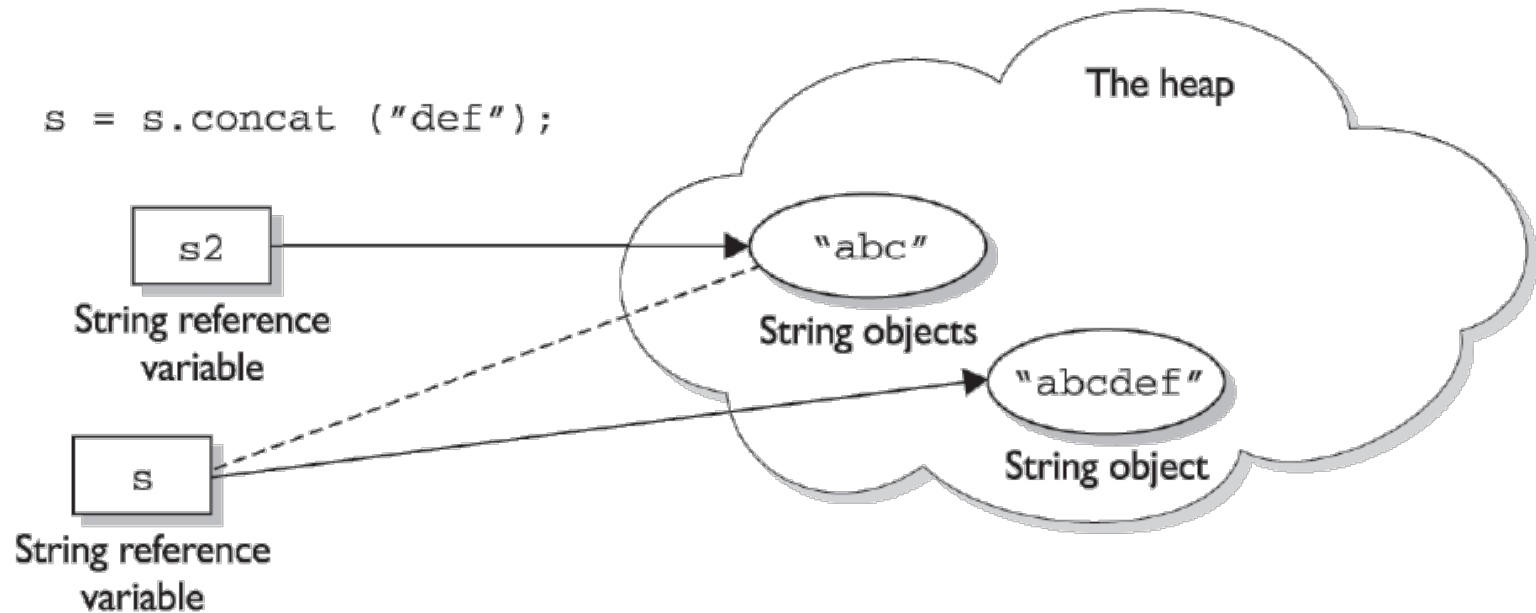 The heap
s = s.concat ("def");
s2
"abc"
String reference
variable
String objects
"abcdef"
s
String object
String reference
variable